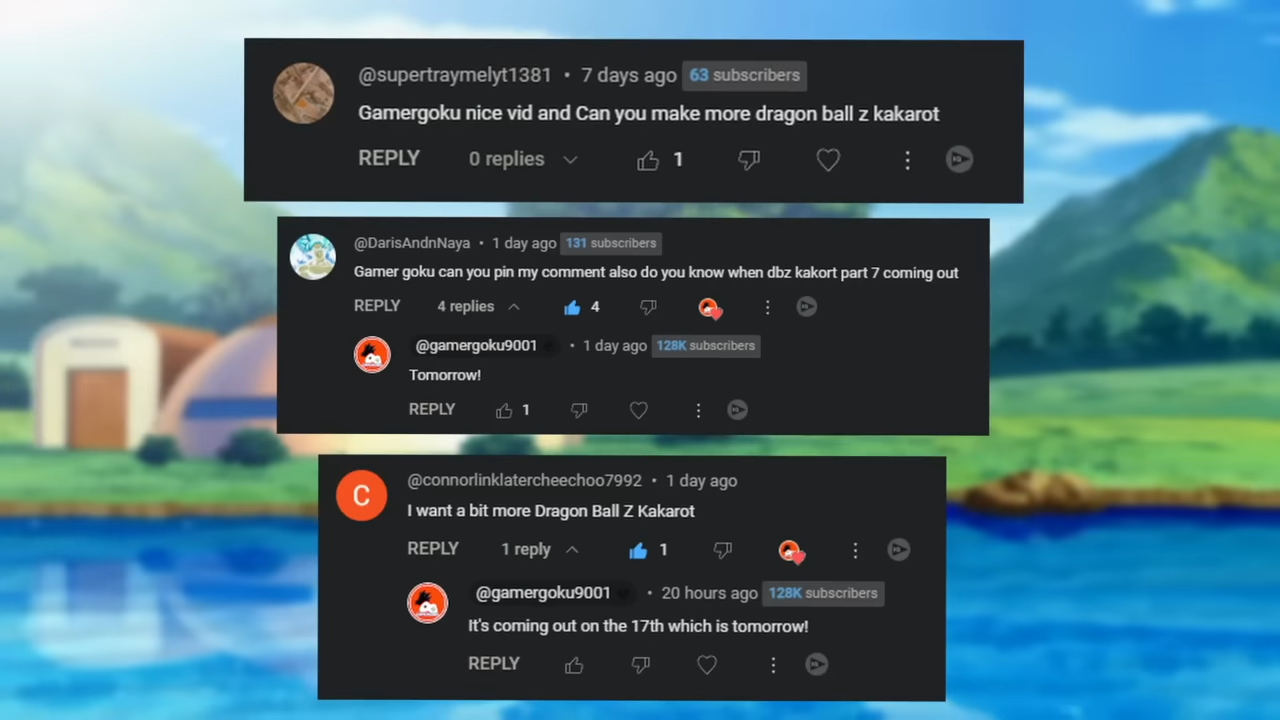 @supertraymelyt1381 • 7 days ago 63 subscribers
Gamergoku nice vid and Can you make more dragon ball z kakarot
REPLY 0 replies 1
@DarisAndnNaya • 1 day ago 131 subscribers
Gamer goku can you pin my comment also do you know when dbz kakort part 7 coming out
REPLY 4 replies 4
@gamergoku9001 • 1 day ago 128K subscribers
Tomorrow!
REPLY 1
C @connorlinklatercheechoo7992 • 1 day ago
I want a bit more Dragon Ball Z Kakarot
REPLY 1 reply 1
@gamergoku9001 • 20 hours ago 128K subscribers
It's coming out on the 17th which is tomorrow!
REPLY